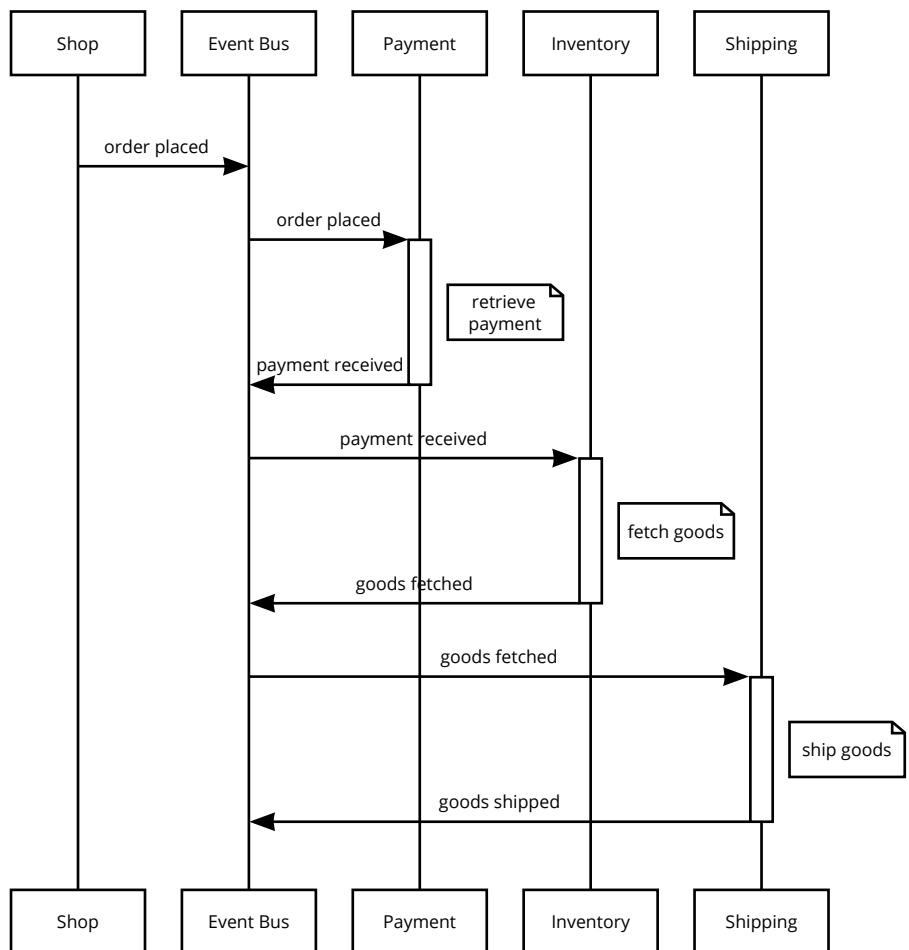 Shop
Event Bus
Payment
Inventory
Shipping
order placed
order placed
retrieve
payment
payment received
payment received
fetch goods
goods fetched
goods fetched
ship goods
goods shipped
Shop
Event Bus
Payment
Inventory
Shipping